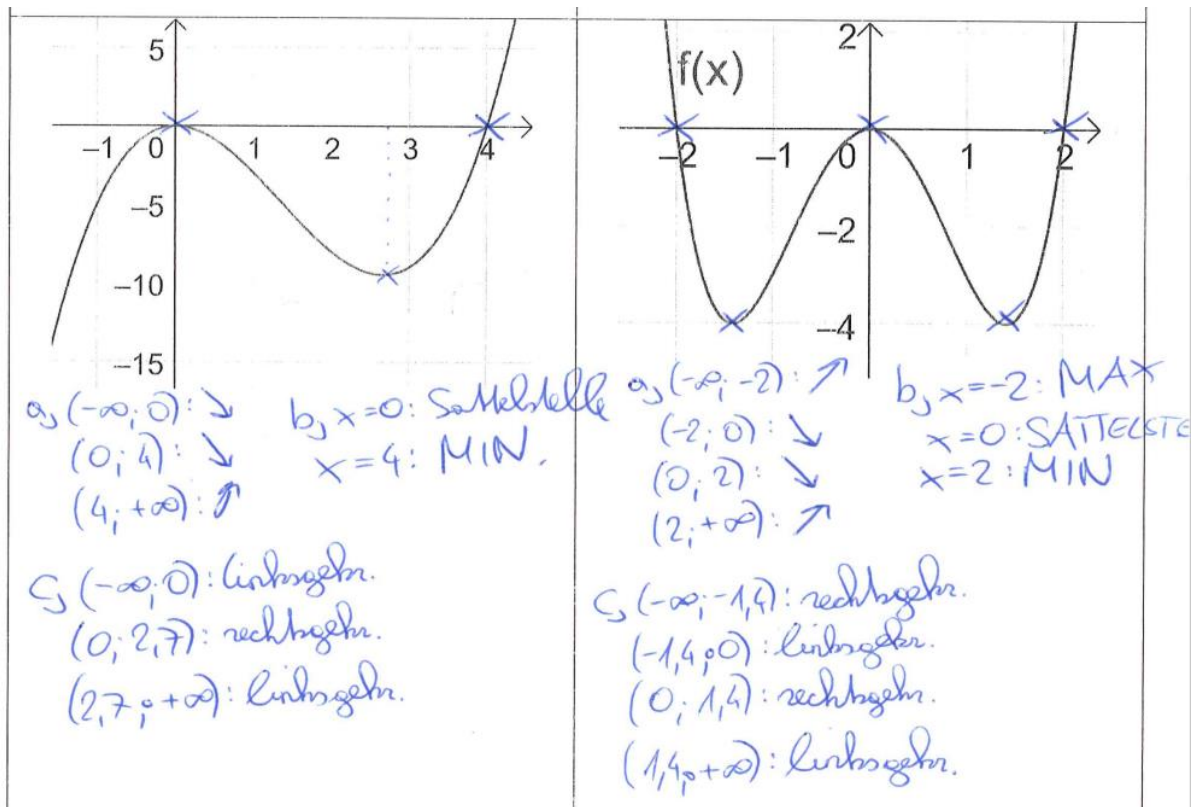 5
-1 0 1 2 3 4
-5
-10
-15
a, (-∞; 0): ↘
(0; 4): ↘
(4; +∞): ↗
b, x=0: Sattelstelle
x=4: MIN.
c, (-∞; 0): linksgekr.
(0; 2,7): rechtsgekr.
(2,7; +∞): linksgekr.
2
f(x)
-2 -1 0 1 2
-2
-4
a, (-∞; -2): ↗
(-2; 0): ↘
(0; 2): ↘
(2; +∞): ↗
b, x=-2: MAX
x=0: SATTELSTE
x=2: MIN
c, (-∞; -1,4): rechtsgekr.
(-1,4; 0): linksgekr.
(0; 1,4): rechtsgekr.
(1,4; +∞): linksgekr.